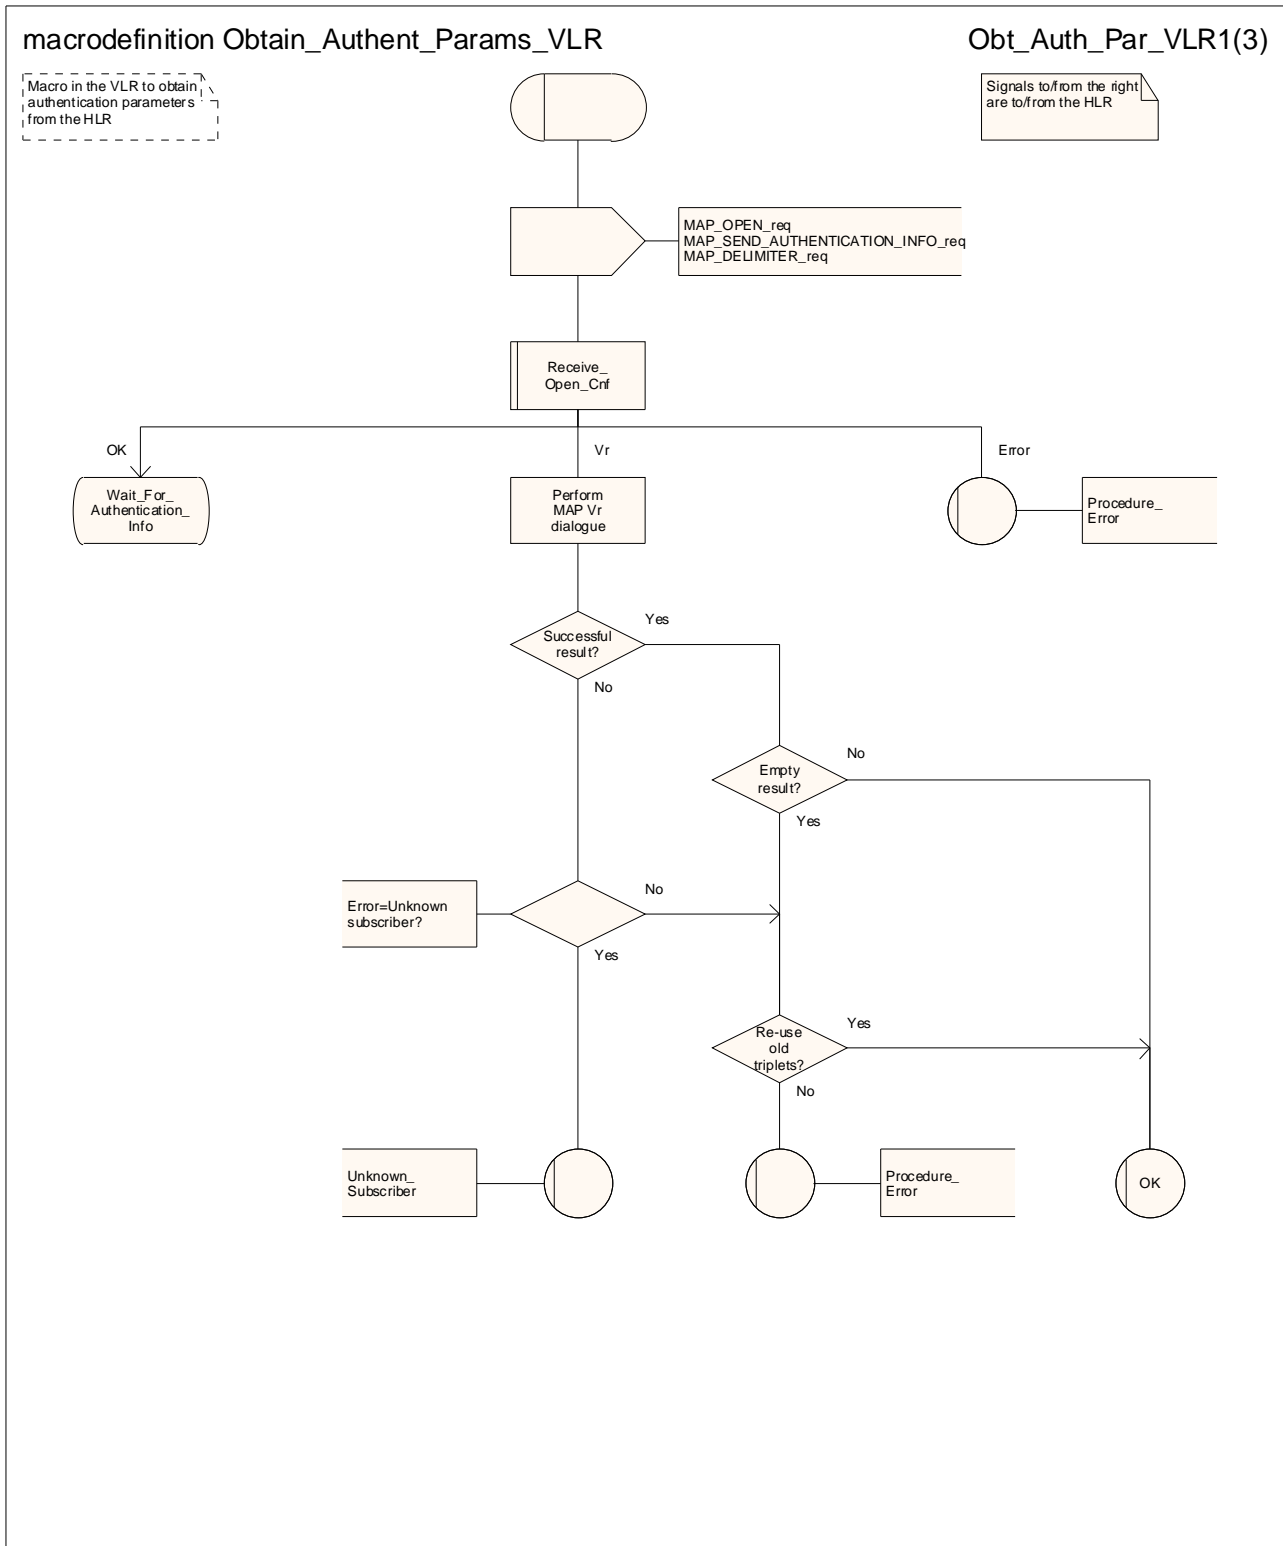 macrodefinition Obtain_Authent_Params_VLR
Obt_Auth_Par_VLR1(3)
Macro in the VLR to obtain
authentication parameters
from the HLR
Signals to/from the right
are to/from the HLR
MAP_OPEN_req
MAP_SEND_AUTHENTICATION_INFO_req
MAP_DELIMITER_req
Receive_
Open_Cnf
OK
Vr
Error
Wait_For_
Authentication_
Info
Perform
MAP Vr
dialogue
Procedure_
Error
Successful
result?
Yes
No
Empty
result?
No
Yes
Error=Unknown
subscriber?
No
Yes
Re-use
old
triplets?
Yes
No
Unknown_
Subscriber
Procedure_
Error
OK